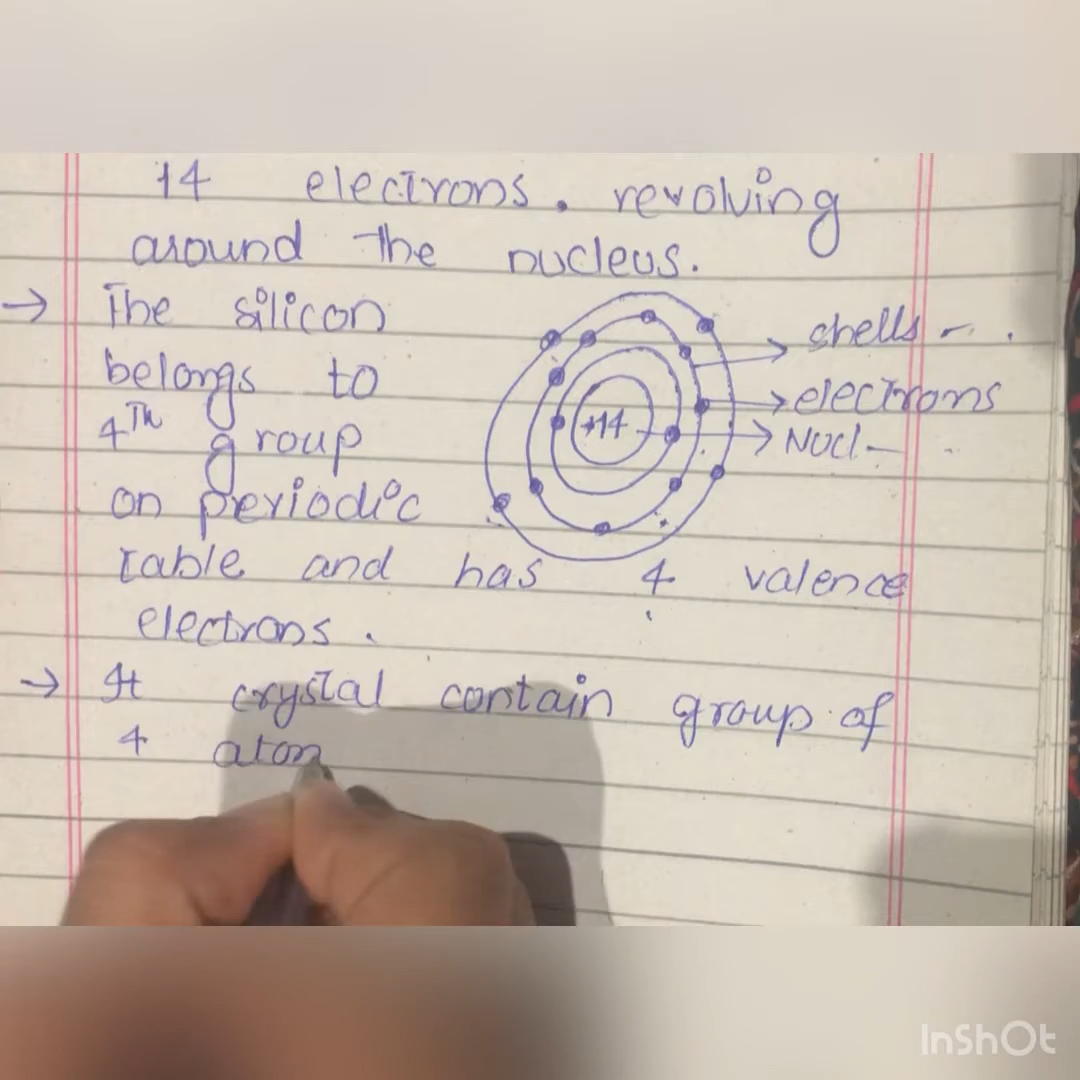 14 electrons. revolving
around the nucleus.
→ The silicon
belongs to
4Th group
on periodic
table and has 4 valence
electrons.
shells
electrons
Nucl
+14
→ It crystal contain group of
4 atom
InShOt